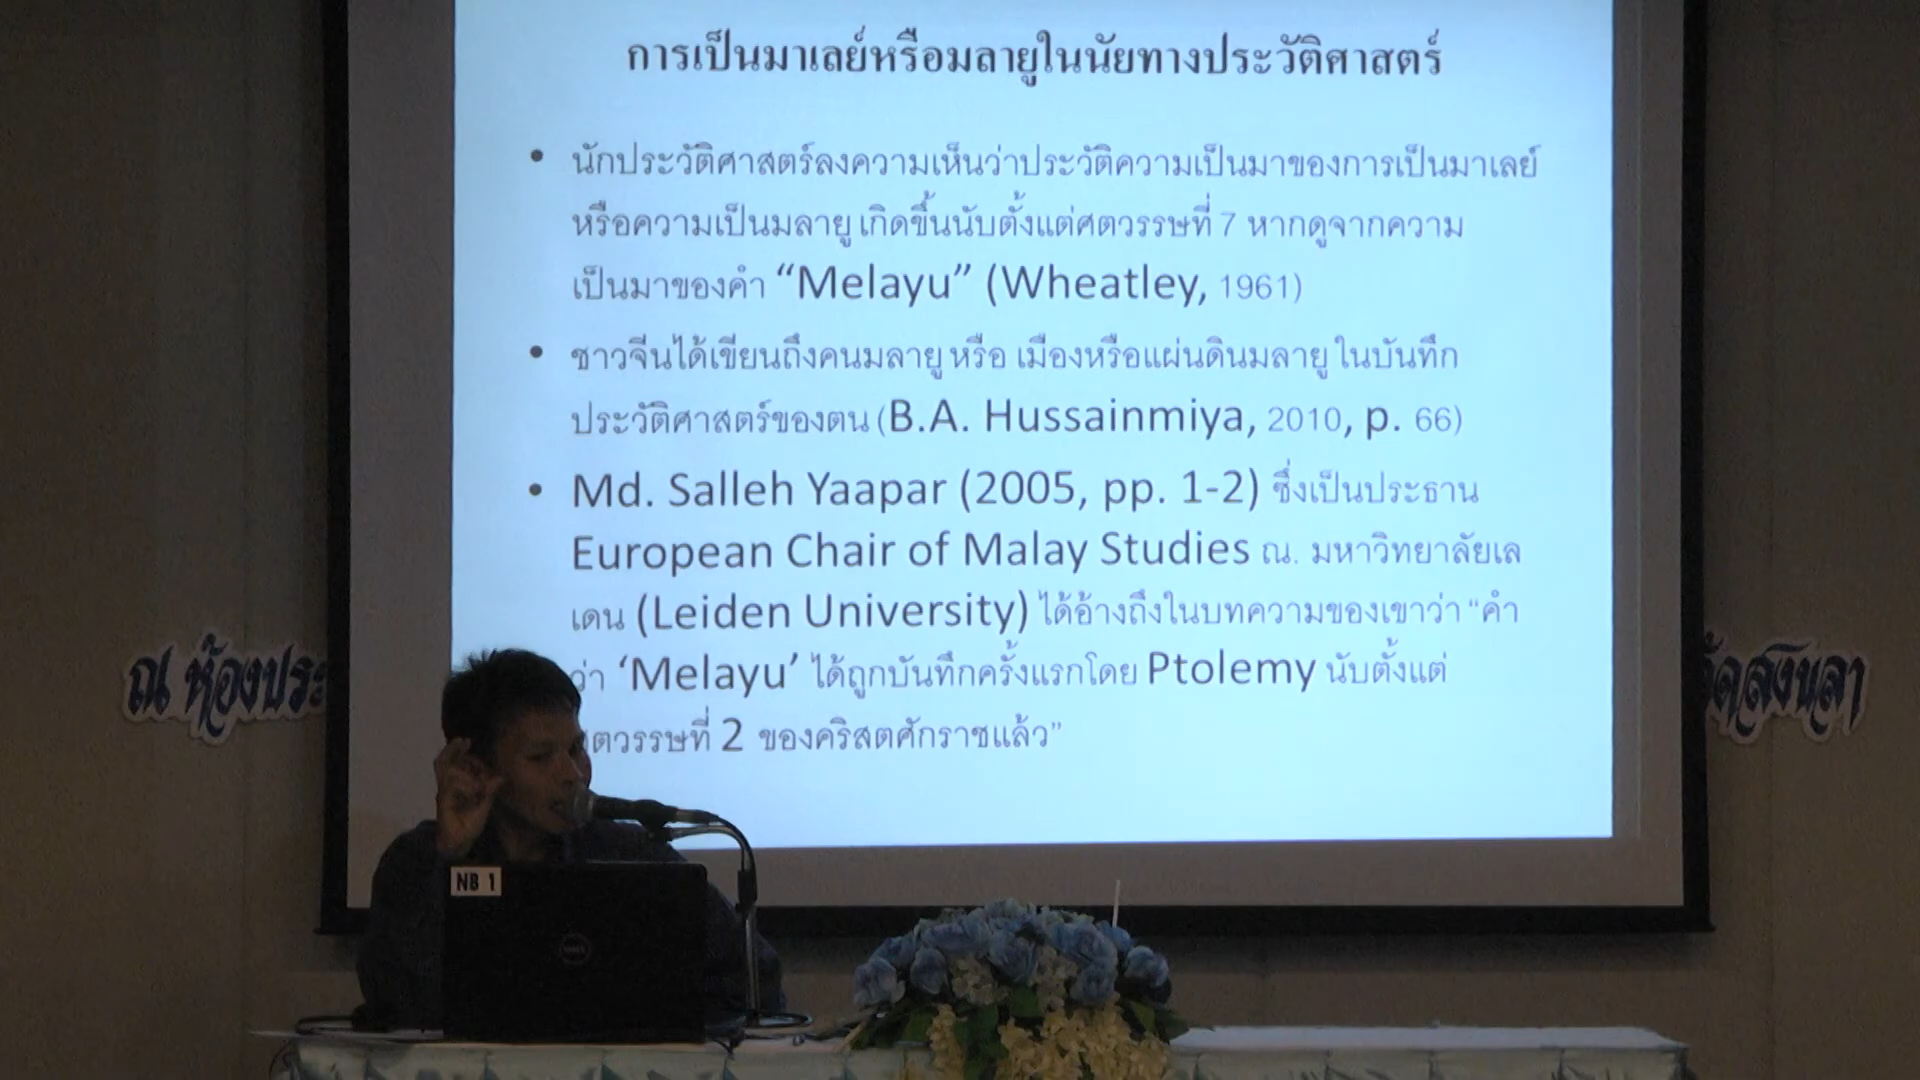 การเป็นมาเลย์หรือมลายูในนัยทางประวัติศาสตร์
• นักประวัติศาสตร์ลงความเห็นว่าประวัติความเป็นมาของการเป็นมาเลย์
หรือความเป็นมลายู เกิดขึ้นนับตั้งแต่ศตวรรษที่ 7 หากดูจากความ
เป็นมาของคำ “Melayu” (Wheatley, 1961)
• ชาวจีนได้เขียนถึงคนมลายู หรือ เมืองหรือแผ่นดินมลายู ในบันทึก
ประวัติศาสตร์ของตน (B.A. Hussainmiya, 2010, p. 66)
• Md. Salleh Yaapar (2005, pp. 1-2) ซึ่งเป็นประธาน
European Chair of Malay Studies ณ. มหาวิทยาลัยเล
เดน (Leiden University) ได้อ้างถึงในบทความของเขาว่า “คำ
ว่า ‘Melayu’ ได้ถูกบันทึกครั้งแรกโดย Ptolemy นับตั้งแต่
ตวรรษที่ 2 ของคริสตศักราชแล้ว”
ณ ห้องประ
ัดสงขลา
NB 1
DELL